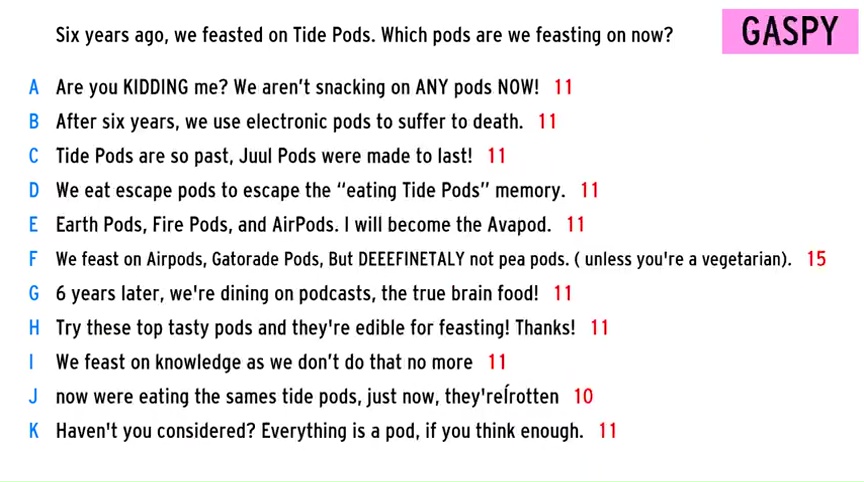 Six years ago, we feasted on Tide Pods. Which pods are we feasting on now?
GASPY
A Are you KIDDING me? We aren't snacking on ANY pods NOW! 11
B After six years, we use electronic pods to suffer to death. 11
C Tide Pods are so past, Juul Pods were made to last! 11
D We eat escape pods to escape the “eating Tide Pods” memory. 11
E Earth Pods, Fire Pods, and AirPods. I will become the Avapod. 11
F We feast on Airpods, Gatorade Pods, But DEEEFINETALY not pea pods. ( unless you're a vegetarian). 15
G 6 years later, we're dining on podcasts, the true brain food! 11
H Try these top tasty pods and they're edible for feasting! Thanks! 11
I We feast on knowledge as we don't do that no more 11
J now were eating the sames tide pods, just now, they'reÍrotten 10
K Haven't you considered? Everything is a pod, if you think enough. 11